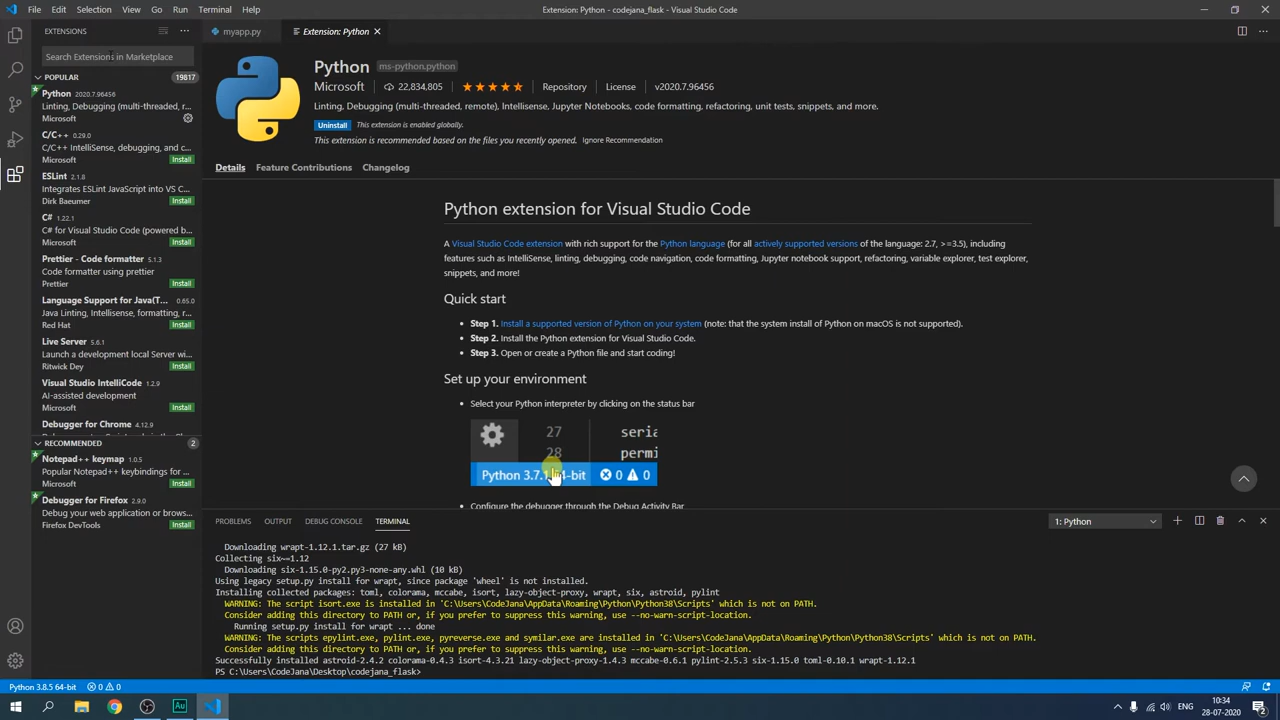 File Edit Selection View Go Run Terminal Help
Extension: Python - codejana_flask - Visual Studio Code
EXTENSIONS
Search Extensions in Marketplace
POPULAR 19817
Python 2020.7.96456
Linting, Debugging (multi-threaded, r...
Microsoft
C/C++ 0.29.0
C/C++ IntelliSense, debugging, and c...
Microsoft Install
ESLint 2.1.8
Integrates ESLint JavaScript into VS C...
Dirk Baeumer Install
C# 1.22.1
C# for Visual Studio Code (powered b...
Microsoft Install
Prettier - Code formatter 5.1.3
Code formatter using prettier
Prettier Install
Language Support for Java(T... 0.65.0
Java Linting, Intellisense, formatting, r...
Red Hat Install
Live Server 5.6.1
Launch a development local Server wi...
Ritwick Dey Install
Visual Studio IntelliCode 1.2.9
AI-assisted development
Microsoft Install
Debugger for Chrome 4.12.9
RECOMMENDED 2
Notepad++ keymap 0.51.0
Popular Notepad++ keybindings for ...
Microsoft Install
Debugger for Firefox 2.9.0
Debug your web application or brows...
Firefox DevTools Install
myapp.py
Extension: Python
Python ms-python.python
Microsoft 22,834,805 Repository License v2020.7.96456
Linting, Debugging (multi-threaded, remote), Intellisense, Jupyter Notebooks, code formatting, refactoring, unit tests, snippets, and more.
Uninstall This extension is enabled globally.
This extension is recommended based on the files you recently opened. Ignore Recommendation
Details Feature Contributions Changelog
Python extension for Visual Studio Code
A Visual Studio Code extension with rich support for the Python language (for all actively supported versions of the language: 2.7, >=3.5), including
features such as IntelliSense, linting, debugging, code navigation, code formatting, Jupyter notebook support, refactoring, variable explorer, test explorer,
snippets, and more!
Quick start
• Step 1. Install a supported version of Python on your system (note: that the system install of Python on macOS is not supported).
• Step 2. Install the Python extension for Visual Studio Code.
• Step 3. Open or create a Python file and start coding!
Set up your environment
• Select your Python interpreter by clicking on the status bar
27 seria
28 permi
Python 3.7.1 -bit 0 0
• Configure the debugger through the Debug Activity Bar
PROBLEMS OUTPUT DEBUG CONSOLE TERMINAL 1: Python
Downloading wrapt-1.12.1.tar.gz (27 kB)
Collecting six~=1.12
Downloading six-1.15.0-py2.py3-none-any.whl (10 kB)
Using legacy setup.py install for wrapt, since package 'wheel' is not installed.
Installing collected packages: toml, colorama, mccabe, isort, lazy-object-proxy, wrapt, six, astroid, pylint
WARNING: The script isort.exe is installed in 'C:\Users\CodeJana\AppData\Roaming\Python\Python38\Scripts' which is not on PATH.
Consider adding this directory to PATH or, if you prefer to suppress this warning, use --no-warn-script-location.
Running setup.py install for wrapt ... done
WARNING: The scripts epylint.exe, pylint.exe, pyreverse.exe and symilar.exe are installed in 'C:\Users\CodeJana\AppData\Roaming\Python\Python38\Scripts' which is not on PATH.
Consider adding this directory to PATH or, if you prefer to suppress this warning, use --no-warn-script-location.
Successfully installed astroid-2.4.2 colorama-0.4.3 isort-4.3.21 lazy-object-proxy-1.4.3 mccabe-0.6.1 pylint-2.5.3 six-1.15.0 toml-0.10.1 wrapt-1.12.1
PS C:\Users\CodeJana\Desktop\codejana_flask>
Python 3.8.5 64-bit 0 0
Au
ENG
10:34
28-07-2020
2